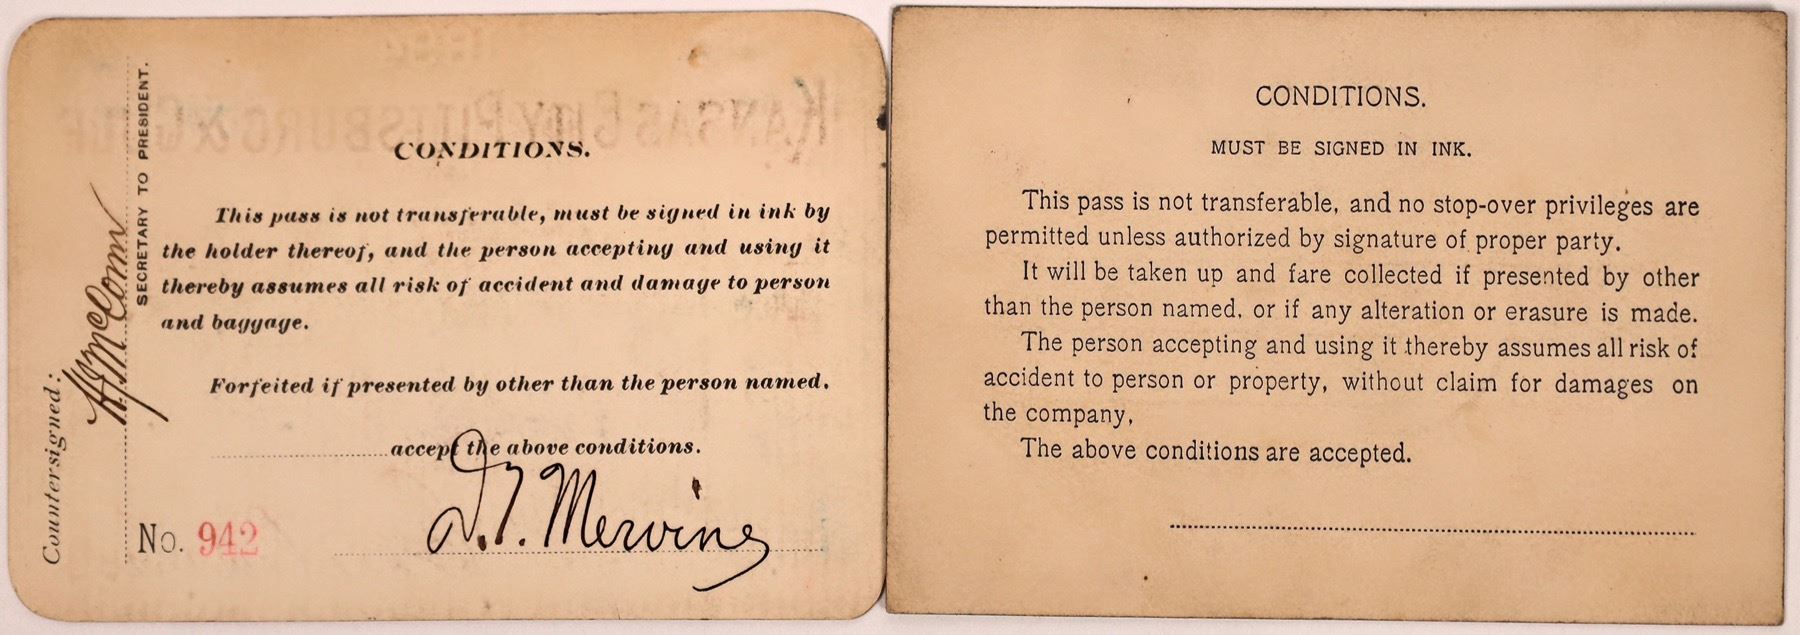 CONDITIONS.
This pass is not transferable, must be signed in ink by
the holder thereof, and the person accepting and using it
thereby assumes all risk of accident and damage to person
and baggage.
Forfeited if presented by other than the person named.
accept the above conditions.
No. 942
D. T. Mervine
Countersigned:
SECRETARY TO PRESIDENT.
CONDITIONS.
MUST BE SIGNED IN INK.
This pass is not transferable, and no stop-over privileges are
permitted unless authorized by signature of proper party.
It will be taken up and fare collected if presented by other
than the person named, or if any alteration or erasure is made.
The person accepting and using it thereby assumes all risk of
accident to person or property, without claim for damages on
the company,
The above conditions are accepted.